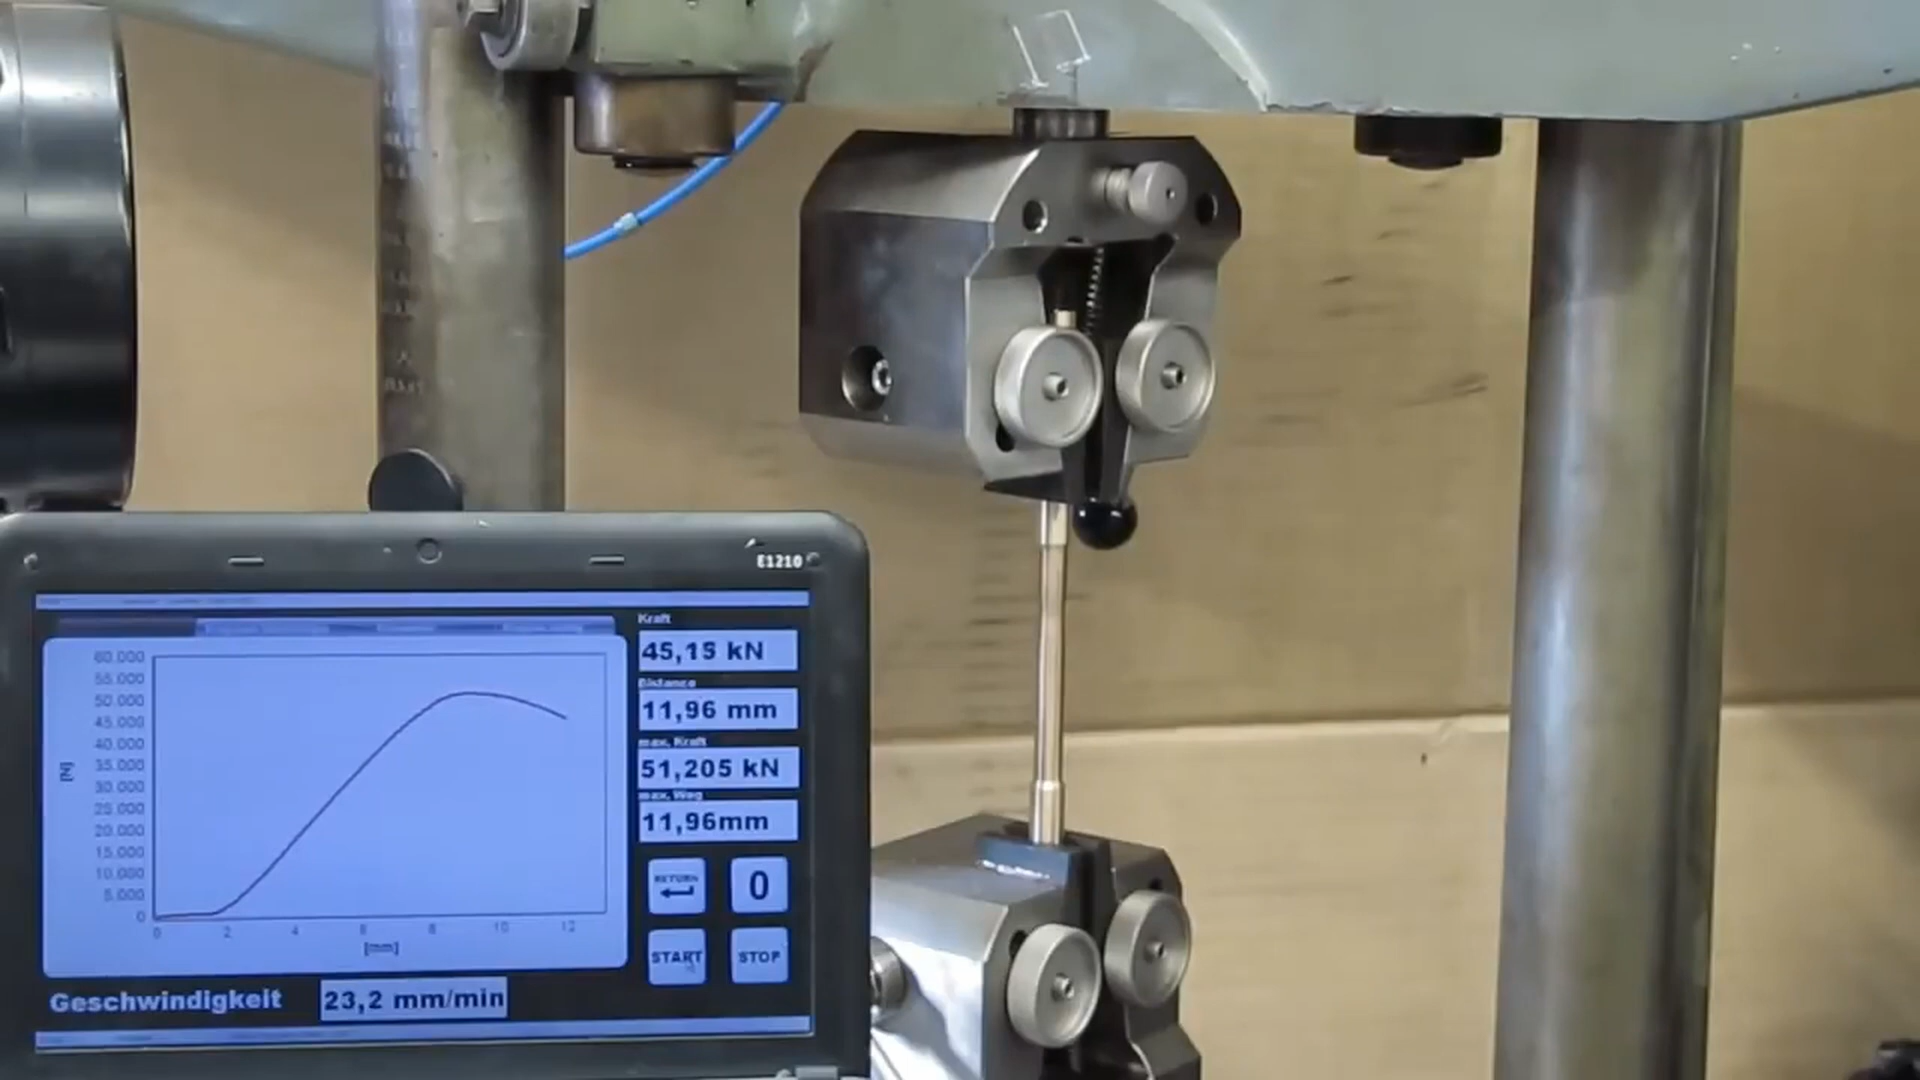 E1210
Kraft
45,15 kN
Distance
11,96 mm
max. Kraft
51,205 kN
max. Weg
11,96mm
RETURN
0
START
STOP
60.000
55.000
50.000
45.000
40.000
35.000
30.000
25.000
20.000
15.000
10.000
5.000
0
[N]
0 2 4 6 8 10 12
[mm]
Geschwindigkeit 23,2 mm/min